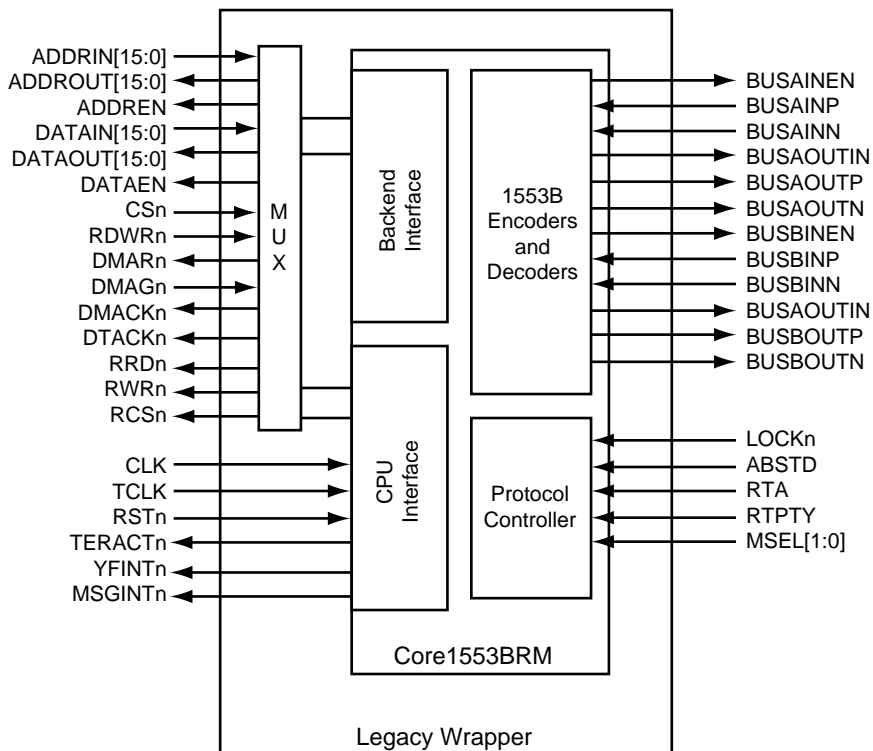 ADDRIN[15:0]
ADDROUT[15:0]
ADDREN
DATAIN[15:0]
DATAOUT[15:0]
DATAEN
CSn
RDWRn
DMARn
DMAGn
DMACKn
DTACKn
RRDn
RWRn
RCSn
CLK
TCLK
RSTn
TERACTn
YFINTn
MSGINTn
M
U
X
Backend
Interface
CPU
Interface
1553B
Encoders
and
Decoders
Protocol
Controller
Core1553BRM
Legacy Wrapper
BUSAINEN
BUSAINP
BUSAINN
BUSAOUTIN
BUSAOUTP
BUSAOUTN
BUSBINEN
BUSBINP
BUSBINN
BUSAOUTIN
BUSBOUTP
BUSBOUTN
LOCKn
ABSTD
RTA
RTPTY
MSEL[1:0]